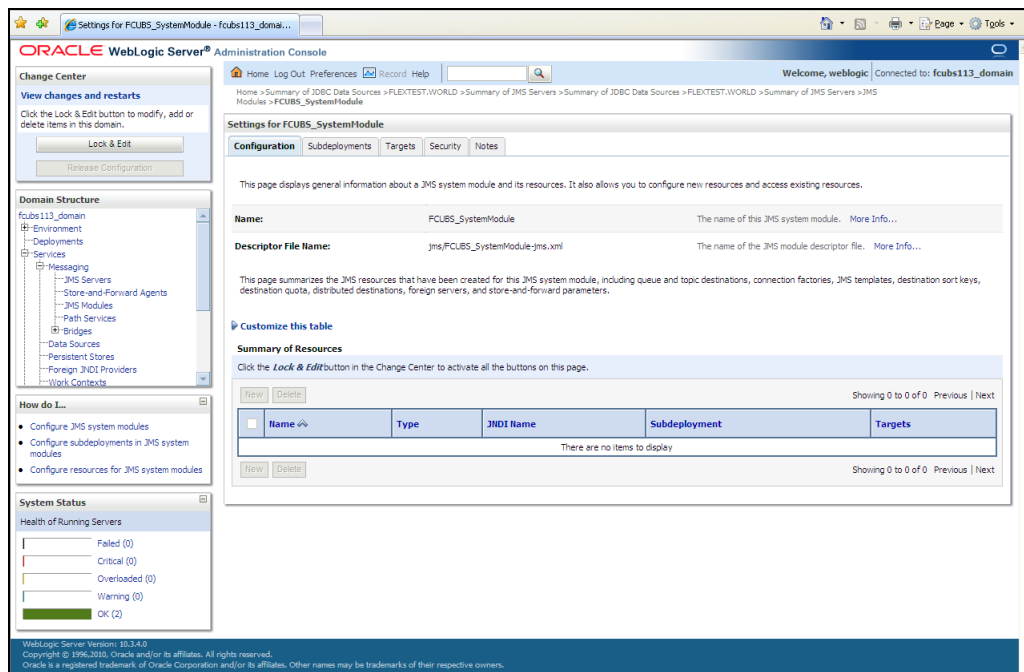 Settings for FCUBS_SystemModule - fcubs113_domai...
Page
Tools
ORACLE WebLogic Server® Administration Console
Change Center
View changes and restarts
Click the Lock & Edit button to modify, add or
delete items in this domain.
Lock & Edit
Release Configuration
Domain Structure
fcubs113_domain
Environment
Deployments
Services
Messaging
JMS Servers
Store-and-Forward Agents
JMS Modules
Path Services
Bridges
Data Sources
Persistent Stores
Foreign JNDI Providers
Work Contexts
How do I...
Configure JMS system modules
Configure subdeployments in JMS system
modules
Configure resources for JMS system modules
System Status
Health of Running Servers
Failed (0)
Critical (0)
Overloaded (0)
Warning (0)
OK (2)
Home Log Out Preferences Record Help
Welcome, weblogic Connected to: fcubs113_domain
Home >Summary of JDBC Data Sources >FLEXTEST.WORLD >Summary of JMS Servers >Summary of JDBC Data Sources >FLEXTEST.WORLD >Summary of JMS Servers >JMS
Modules >FCUBS_SystemModule
Settings for FCUBS_SystemModule
Configuration Subdeployments Targets Security Notes
This page displays general information about a JMS system module and its resources. It also allows you to configure new resources and access existing resources.
Name: FCUBS_SystemModule The name of this JMS system module. More Info...
Descriptor File Name: jms/FCUBS_SystemModule-jms.xml The name of the JMS module descriptor file. More Info...
This page summarizes the JMS resources that have been created for this JMS system module, including queue and topic destinations, connection factories, JMS templates, destination sort keys,
destination quota, distributed destinations, foreign servers, and store-and-forward parameters.
Customize this table
Summary of Resources
Click the Lock & Edit button in the Change Center to activate all the buttons on this page.
New Delete Showing 0 to 0 of 0 Previous | Next
Name Type JNDI Name Subdeployment Targets
There are no items to display
New Delete Showing 0 to 0 of 0 Previous | Next
WebLogic Server Version: 10.3.4.0
Copyright © 1996,2010, Oracle and/or its affiliates. All rights reserved.
Oracle is a registered trademark of Oracle Corporation and/or its affiliates. Other names may be trademarks of their respective owners.